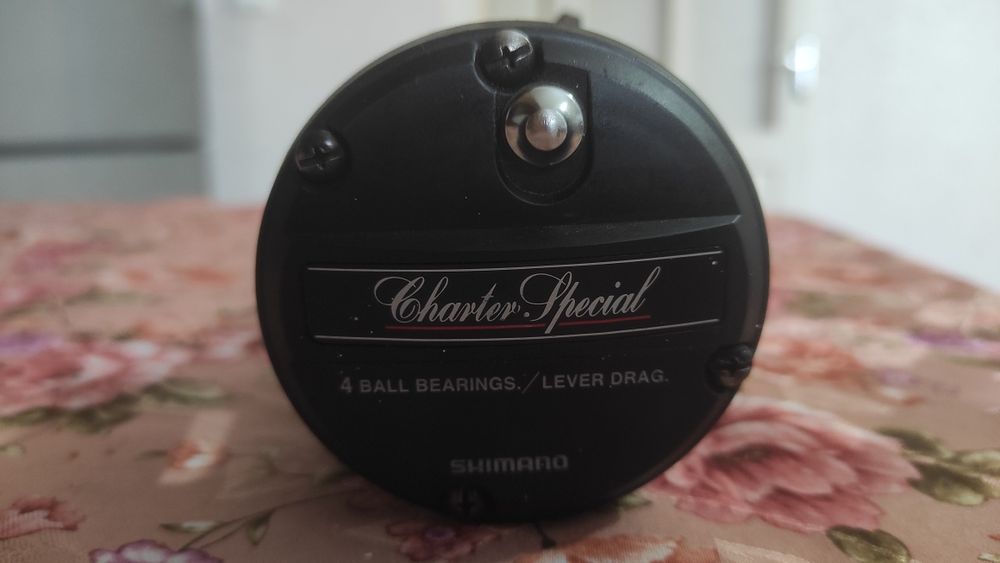 Charter Special
4 BALL BEARINGS./LEVER DRAG.
SHIMANO